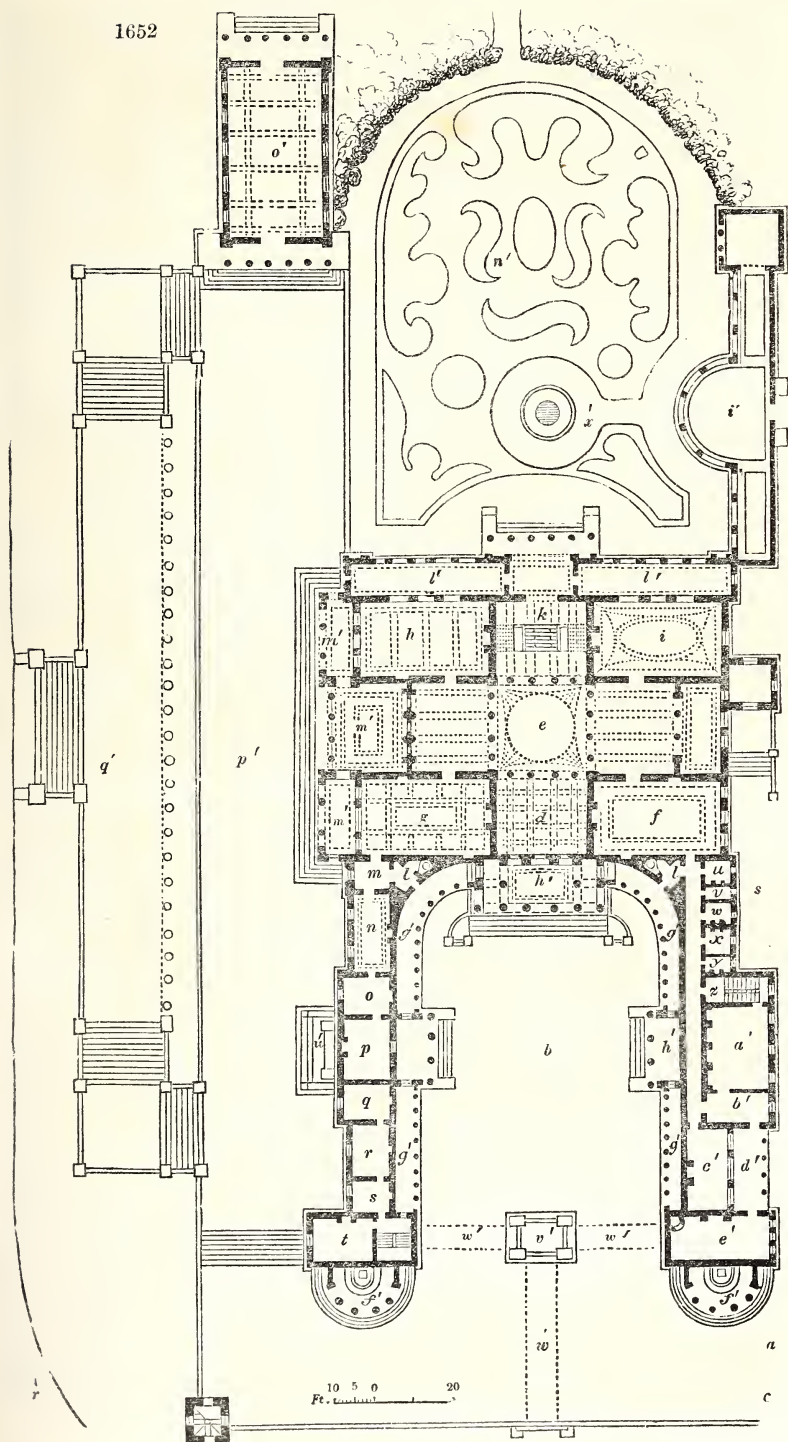 1652
o'
n'
i'
x'
l' l'
k
m' h i
q' p' m' e
m' g d f
m l h' l u
v
w
s
n g g x
y
z
o
u' p b h' a'
q b'
r g' g' c' d'
s
t w' v' w' e'
f' f'
w' a
r' c
Ft. 10 5 0 20